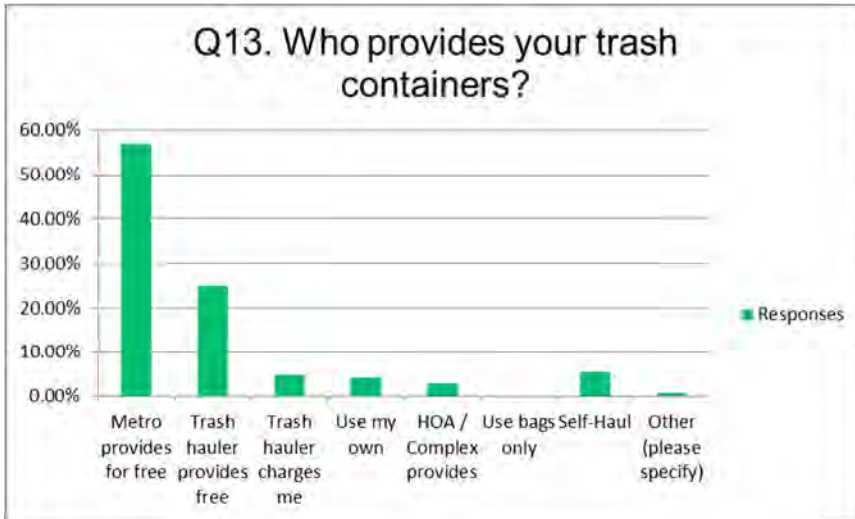 Q13. Who provides your trash
containers?
60.00%
50.00%
40.00%
30.00%
20.00%
10.00%
0.00%
Metro provides for free
Trash hauler provides free
Trash hauler charges me
Use my own
HOA / Complex provides
Use bags only
Self-Haul
Other (please specify)
Responses